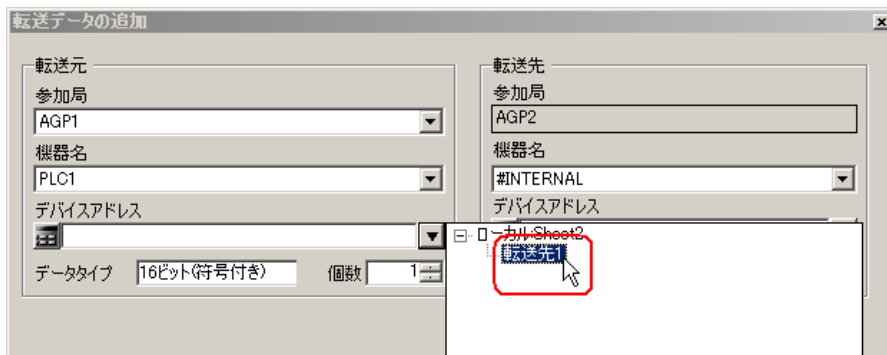 転送データの追加
転送元
参加局
AGP1
機器名
PLC1
デバイスアドレス
データタイプ 16ビット(符号付き) 個数 1
転送先
参加局
AGP2
機器名
#INTERNAL
デバイスアドレス
ローカル:Sheet2
転送先1